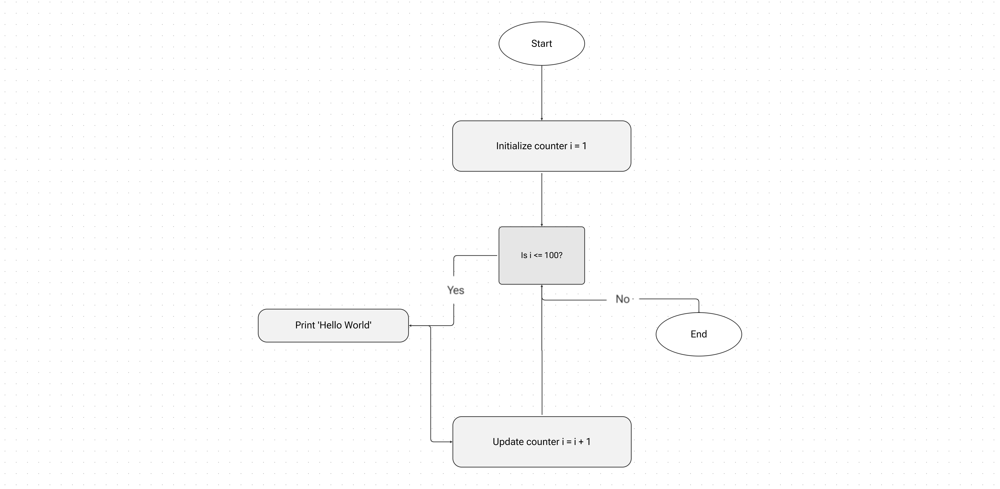 Start
Initialize counter i = 1
Is i <= 100?
Yes
No
Print 'Hello World'
End
Update counter i = i + 1